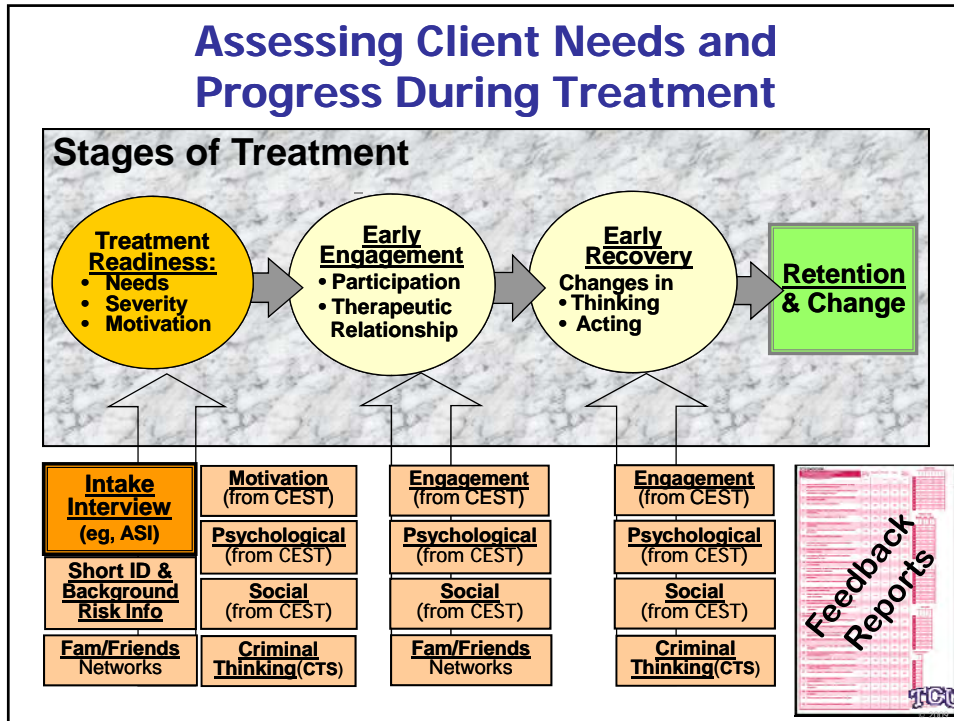 Assessing Client Needs and
Progress During Treatment
Stages of Treatment
Treatment
Readiness:
• Needs
• Severity
• Motivation
Early
Engagement
• Participation
• Therapeutic
Relationship
Early
Recovery
Changes in
• Thinking
• Acting
Retention
& Change
Intake
Interview
(eg, ASI)
Short ID &
Background
Risk Info
Fam/Friends
Networks
Motivation
(from CEST)
Psychological
(from CEST)
Social
(from CEST)
Criminal
Thinking(CTS)
Engagement
(from CEST)
Psychological
(from CEST)
Social
(from CEST)
Fam/Friends
Networks
Engagement
(from CEST)
Psychological
(from CEST)
Social
(from CEST)
Criminal
Thinking(CTS)
Feedback
Reports
TCU